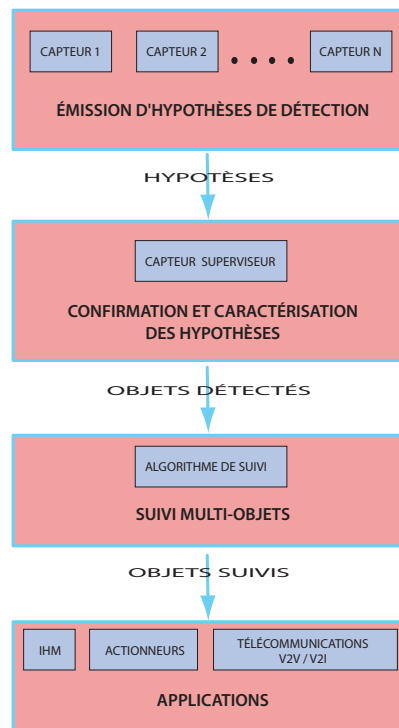 CAPTEUR 1
CAPTEUR 2
CAPTEUR N
ÉMISSION D'HYPOTHÈSES DE DÉTECTION
HYPOTÈSES
CAPTEUR SUPERVISEUR
CONFIRMATION ET CARACTÉRISATION
DES HYPOTHÈSES
OBJETS DÉTECTÉS
ALGORITHME DE SUIVI
SUIVI MULTI-OBJETS
OBJETS SUIVIS
IHM
ACTIONNEURS
TÉLÉCOMMUNICATIONS
V2V / V2I
APPLICATIONS